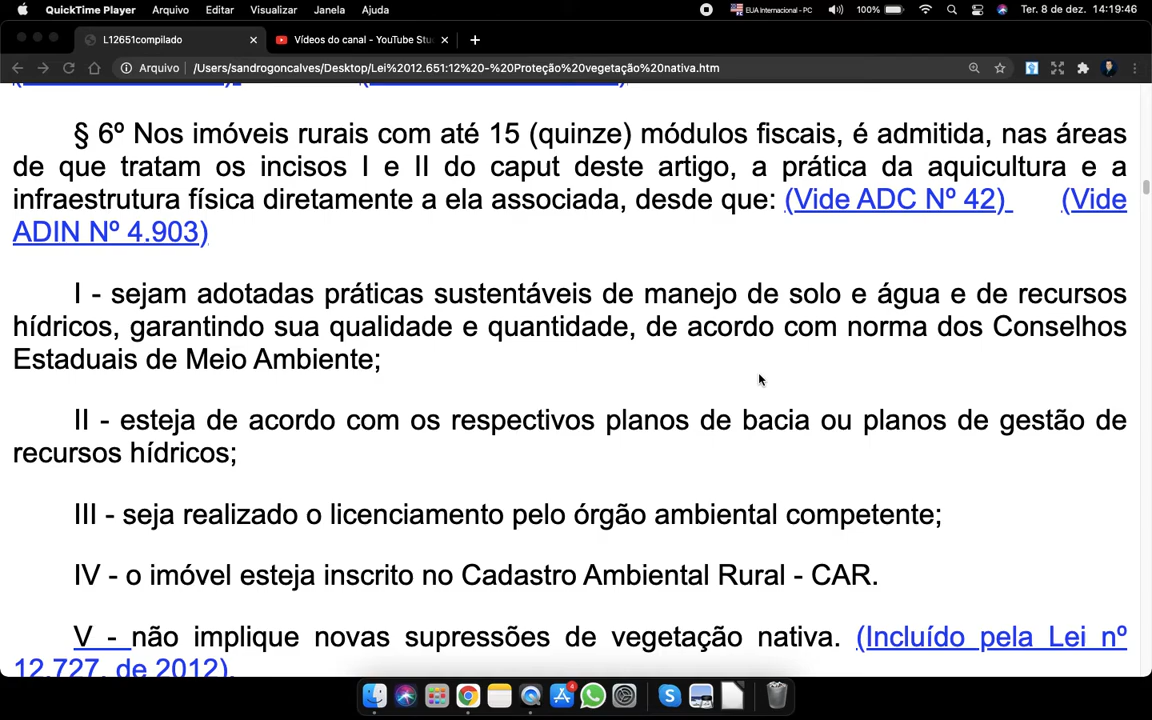 QuickTime Player Arquivo Editar Visualizar Janela Ajuda EUA Internacional - PC 100% Ter. 8 de dez. 14:19:46
L12651compilado Vídeos do canal - YouTube Stu
Arquivo /Users/sandrogoncalves/Desktop/Lei%2012.651:12%20-%20Proteção%20vegetação%20nativa.htm
§ 6º Nos imóveis rurais com até 15 (quinze) módulos fiscais, é admitida, nas áreas
de que tratam os incisos I e II do caput deste artigo, a prática da aquicultura e a
infraestrutura física diretamente a ela associada, desde que: (Vide ADC Nº 42) (Vide
ADIN Nº 4.903)
I - sejam adotadas práticas sustentáveis de manejo de solo e água e de recursos
hídricos, garantindo sua qualidade e quantidade, de acordo com norma dos Conselhos
Estaduais de Meio Ambiente;
II - esteja de acordo com os respectivos planos de bacia ou planos de gestão de
recursos hídricos;
III - seja realizado o licenciamento pelo órgão ambiental competente;
IV - o imóvel esteja inscrito no Cadastro Ambiental Rural - CAR.
V - não implique novas supressões de vegetação nativa. (Incluído pela Lei nº
12.727, de 2012).